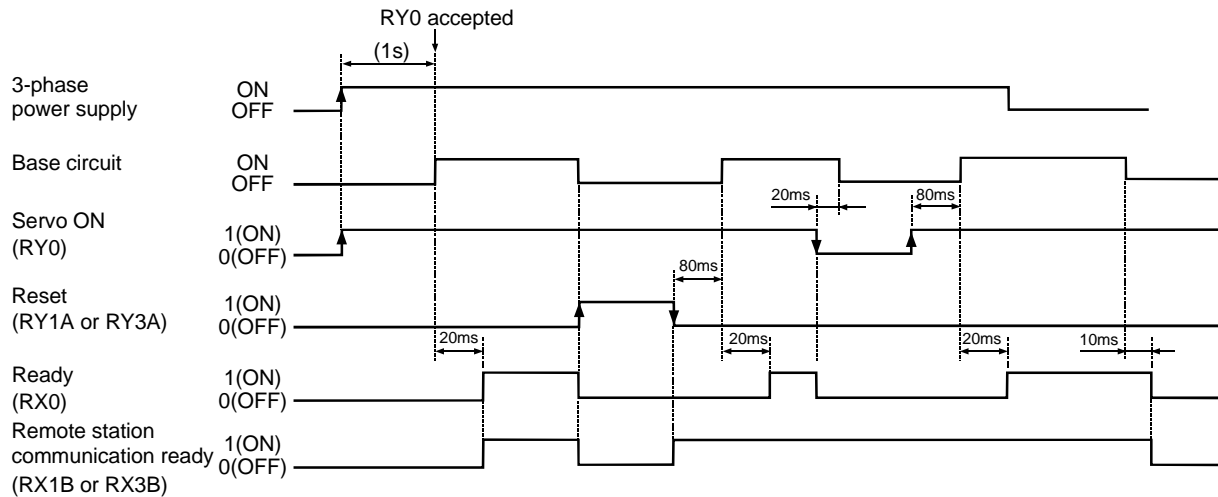 RY0 accepted
(1s)
3-phase
power supply
ON
OFF
Base circuit
ON
OFF
20ms
80ms
Servo ON
(RY0)
1(ON)
0(OFF)
80ms
Reset
(RY1A or RY3A)
1(ON)
0(OFF)
20ms
20ms
20ms
10ms
Ready
(RX0)
1(ON)
0(OFF)
Remote station
communication ready
(RX1B or RX3B)
1(ON)
0(OFF)